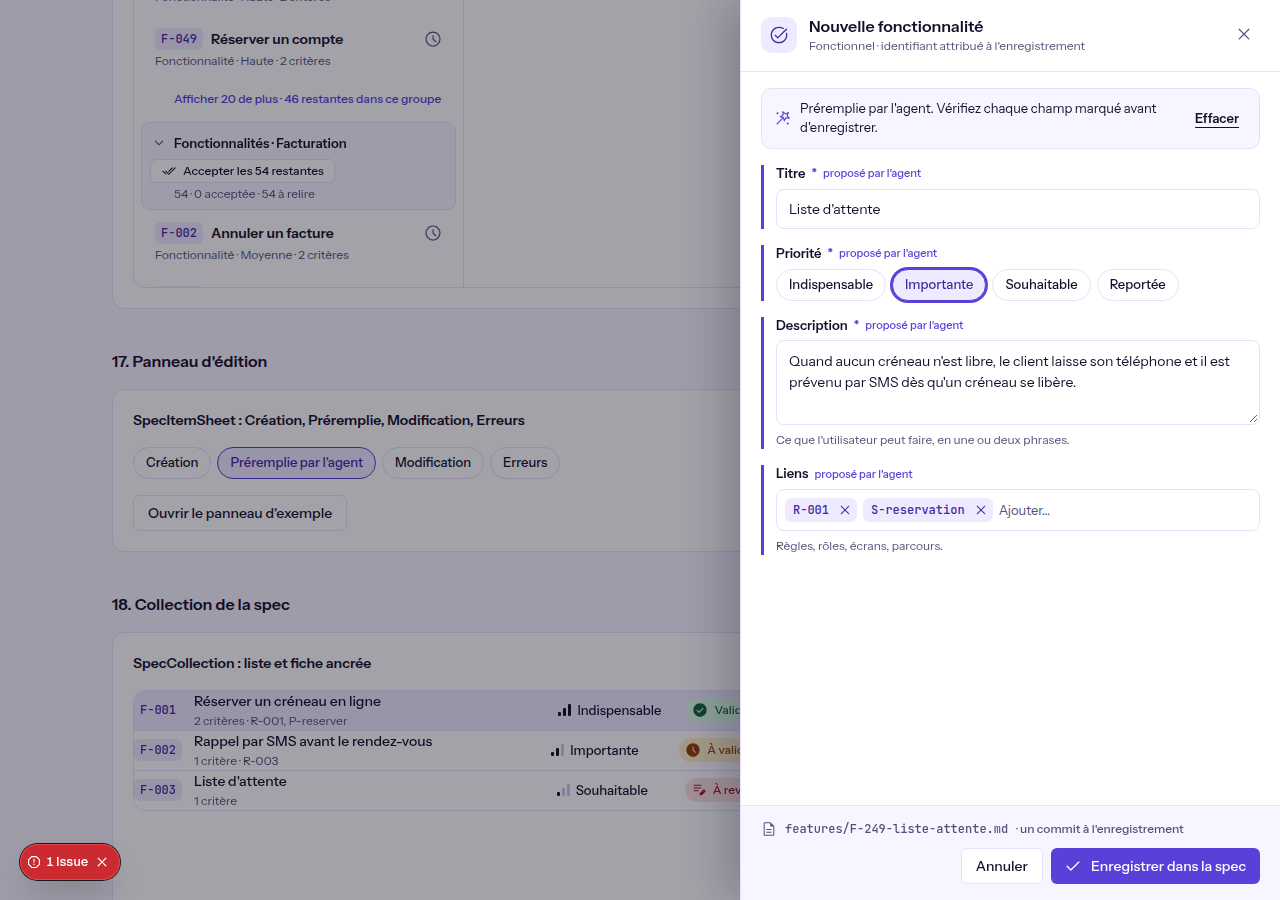 F-049 Réserver un compte
Fonctionnalité · Haute · 2 critères
Afficher 20 de plus · 46 restantes dans ce groupe
Fonctionnalités · Facturation
Accepter les 54 restantes
54 · 0 acceptée · 54 à relire
F-002 Annuler un facture
Fonctionnalité · Moyenne · 2 critères
17. Panneau d'édition
SpecItemSheet : Création, Préremplie, Modification, Erreurs
Création Préremplie par l'agent Modification Erreurs
Ouvrir le panneau d'exemple
18. Collection de la spec
SpecCollection : liste et fiche ancrée
F-001 Réserver un créneau en ligne
2 critères · R-001, P-reserver
Indispensable
F-002 Rappel par SMS avant le rendez-vous
1 critère · R-003
Importante
F-003 Liste d'attente
1 critère
Souhaitable
1 Issue
Nouvelle fonctionnalité
Fonctionnel · identifiant attribué à l'enregistrement
Préremplie par l'agent. Vérifiez chaque champ marqué avant
d'enregistrer.
Effacer
Titre * proposé par l'agent
Liste d'attente
Priorité * proposé par l'agent
Indispensable Importante Souhaitable Reportée
Description * proposé par l'agent
Quand aucun créneau n'est libre, le client laisse son téléphone et il est
prévenu par SMS dès qu'un créneau se libère.
Ce que l'utilisateur peut faire, en une ou deux phrases.
Liens proposé par l'agent
R-001 S-reservation Ajouter...
Règles, rôles, écrans, parcours.
features/F-249-liste-attente.md · un commit à l'enregistrement
Annuler Enregistrer dans la spec